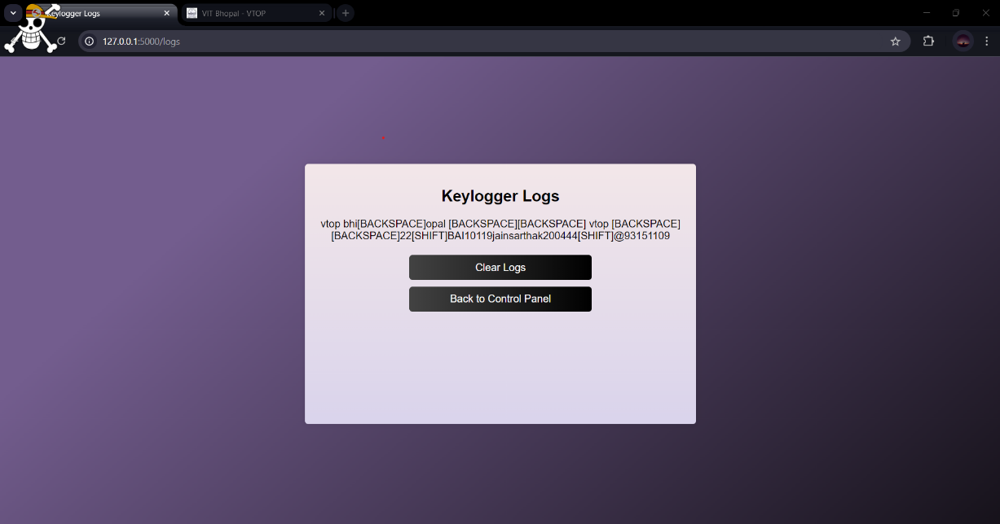 Keylogger Logs
VIT Bhopal - VTOP
127.0.0.1:5000/logs
Keylogger Logs
vtop bhi[BACKSPACE]opal [BACKSPACE][BACKSPACE] vtop [BACKSPACE]
[BACKSPACE]22[SHIFT]BAI10119jainsarthak200444[SHIFT]@93151109
Clear Logs
Back to Control Panel